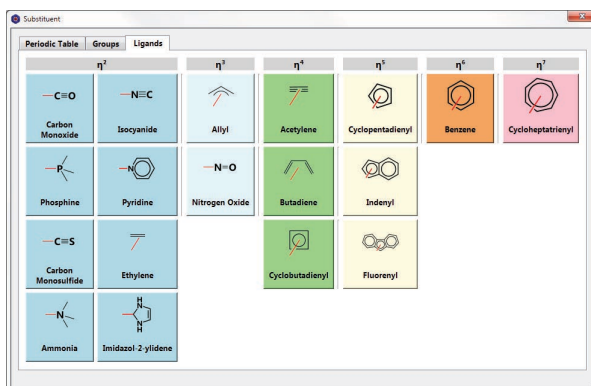 Substituent
Periodic Table Groups Ligands
η² η³ η⁴ η⁵ η⁶ η⁷
C≡O N≡C
Carbon Monoxide Isocyanide Allyl Acetylene Cyclopentadienyl Benzene Cycloheptatrienyl
P N N=O
Phosphine Pyridine Nitrogen Oxide Butadiene Indenyl
C≡S
Carbon Monosulfide Ethylene Cyclobutadienyl Fluorenyl
N H N N H
Ammonia Imidazol-2-ylidene